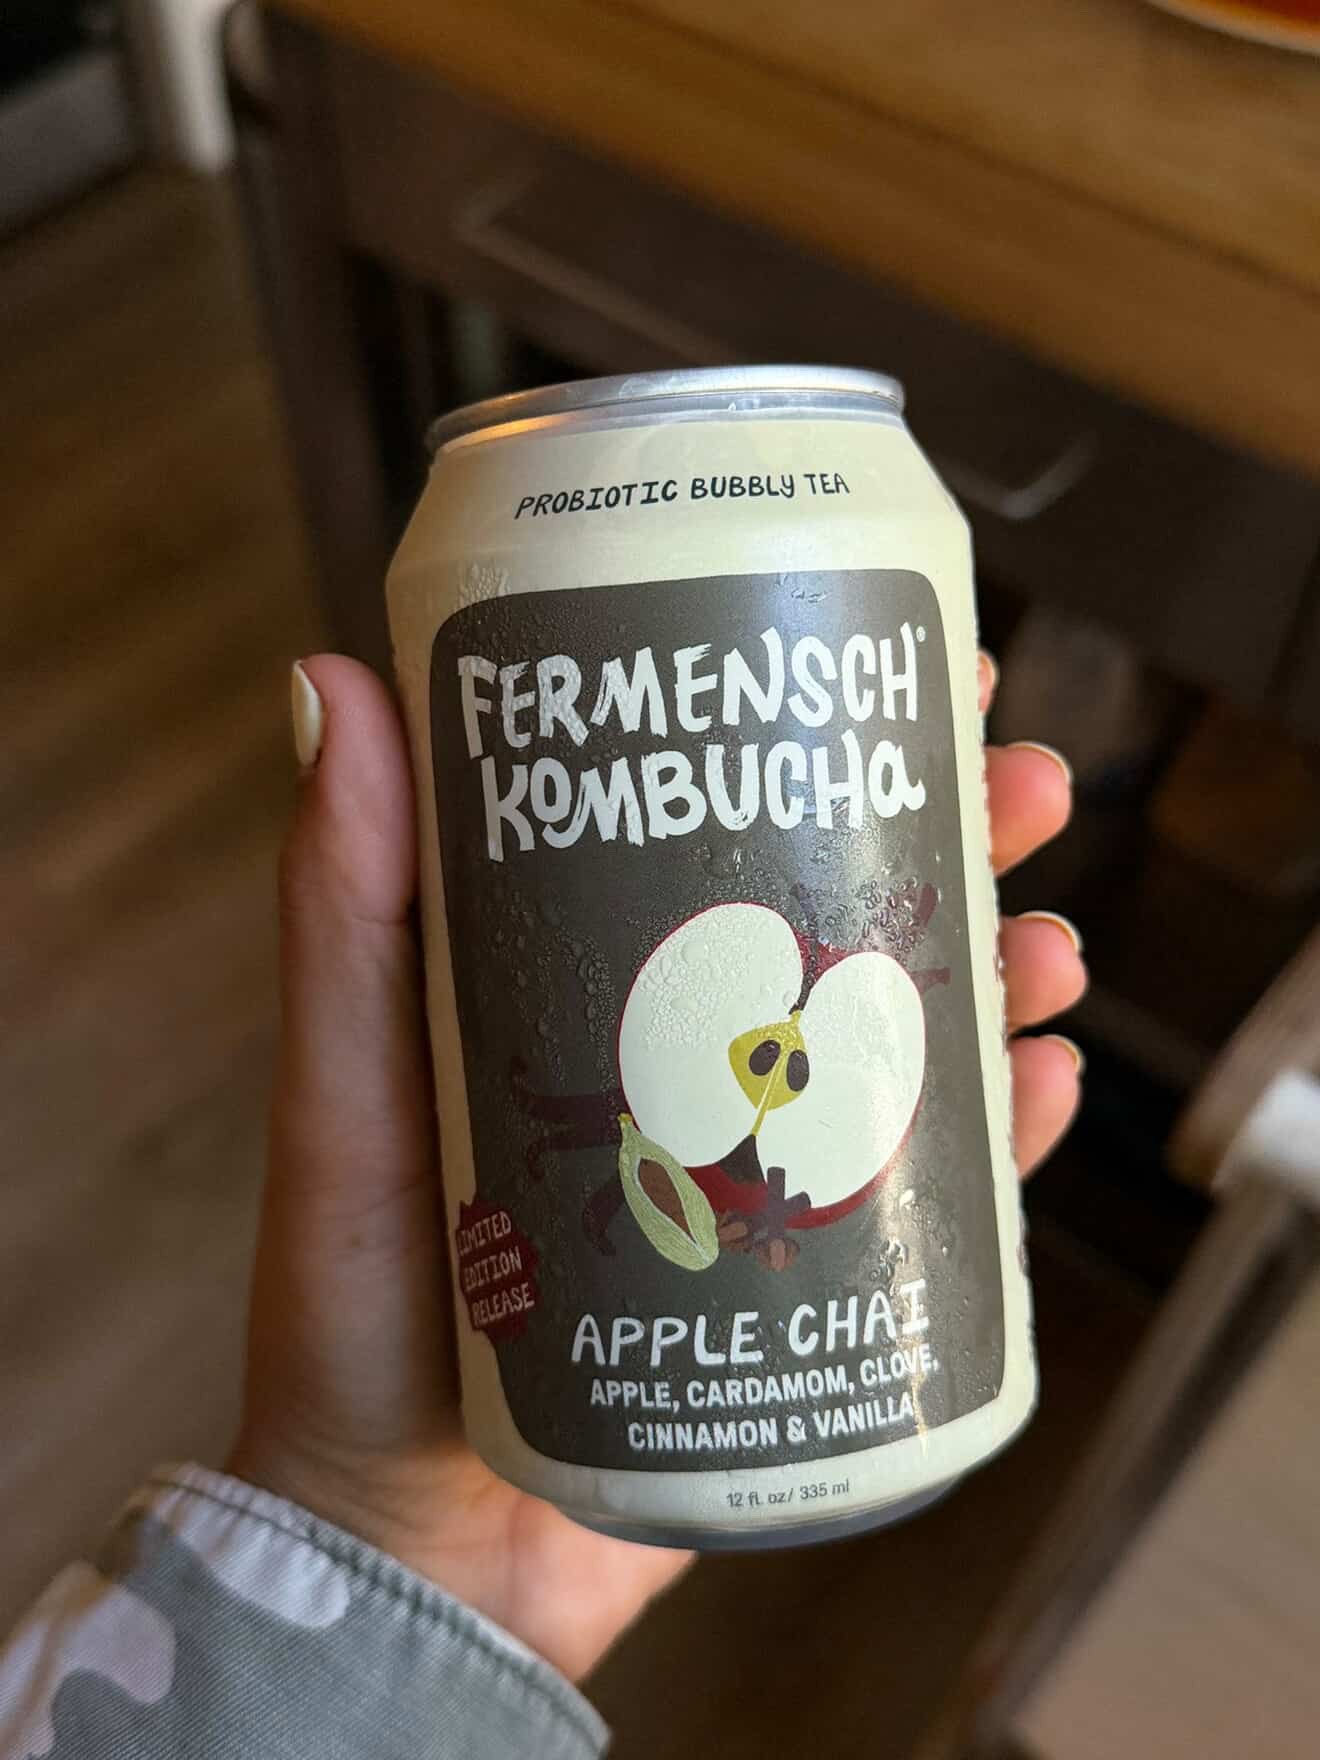 PROBIOTIC BUBBLY TEA
FERMENSCH®
KOMBUCHA
LIMITED
EDITION
RELEASE
APPLE CHAI
APPLE, CARDAMOM, CLOVE,
CINNAMON & VANILLA
12 fl. oz/ 335 ml